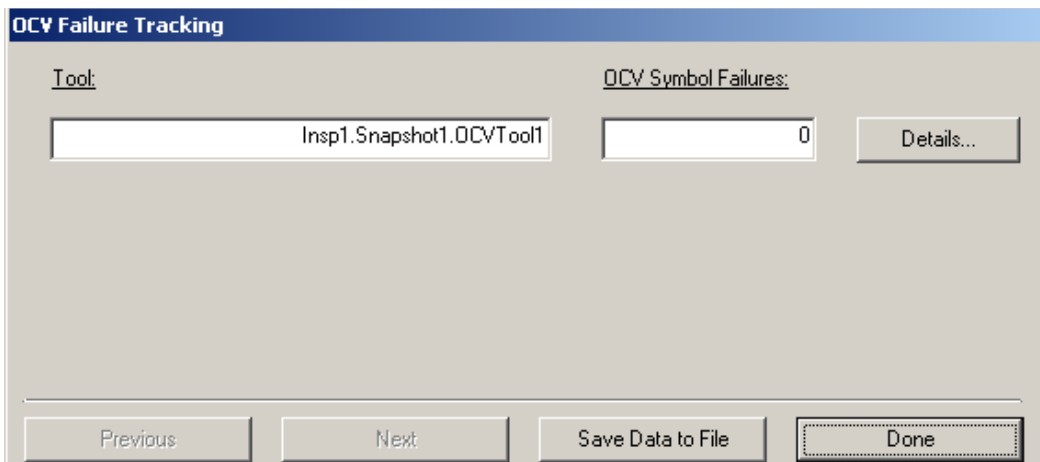 OCV Failure Tracking
Tool:
OCV Symbol Failures:
Insp1.Snapshot1.OCVTool1
0
Details...
Previous
Next
Save Data to File
Done